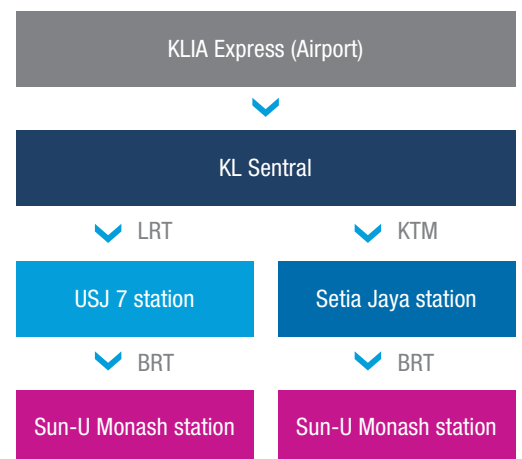 KLIA Express (Airport)
KL Sentral
LRT
KTM
USJ 7 station
Setia Jaya station
BRT
BRT
Sun-U Monash station
Sun-U Monash station